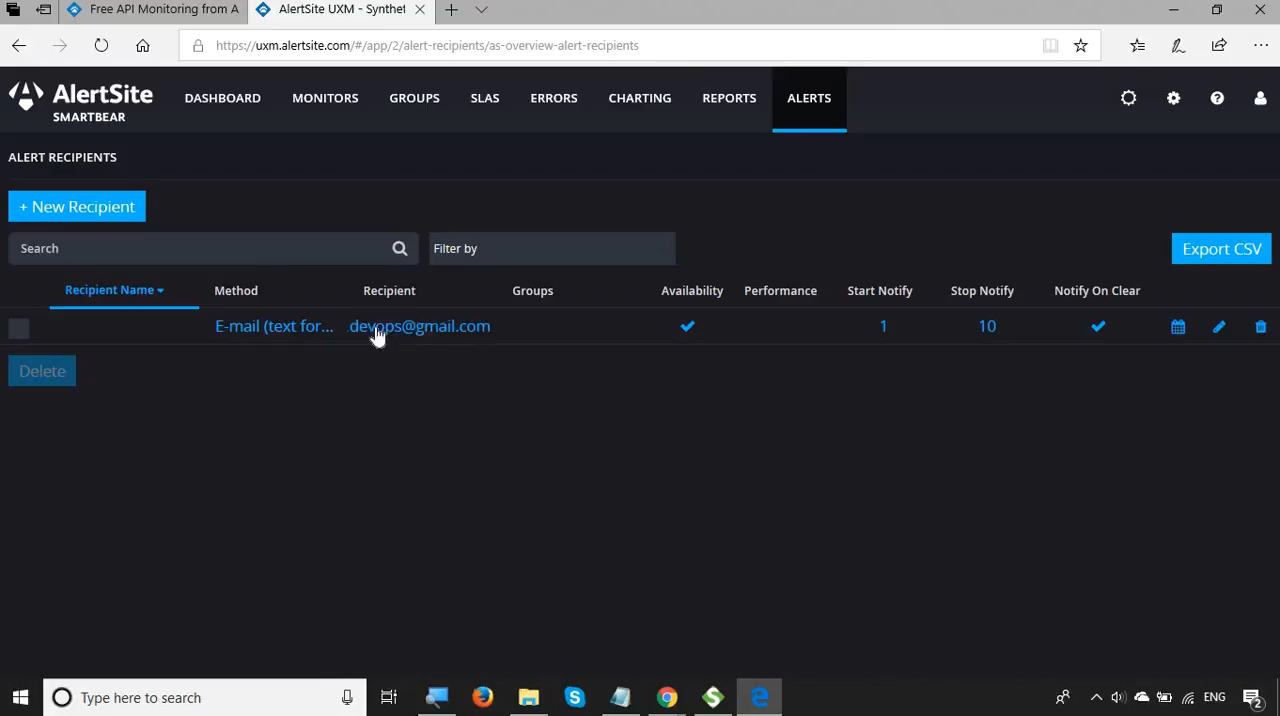 Free API Monitoring from A
AlertSite UXM - Synthet
https://uxm.alertsite.com/#/app/2/alert-recipients/as-overview-alert-recipients
AlertSite
SMARTBEAR
DASHBOARD MONITORS GROUPS SLAS ERRORS CHARTING REPORTS ALERTS
ALERT RECIPIENTS
+ New Recipient
Search
Filter by
Export CSV
Recipient Name Method Recipient Groups Availability Performance Start Notify Stop Notify Notify On Clear
E-mail (text for... devops@gmail.com 1 10
Delete
Type here to search
ENG
2